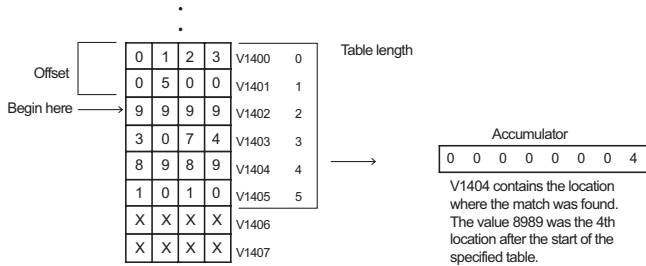 Table length
0 1 2 3 V1400 0
Offset
0 5 0 0 V1401 1
Begin here
9 9 9 9 V1402 2
3 0 7 4 V1403 3
8 9 8 9 V1404 4
1 0 1 0 V1405 5
X X X X V1406
X X X X V1407
Accumulator
0 0 0 0 0 0 0 4
V1404 contains the location
where the match was found.
The value 8989 was the 4th
location after the start of the
specified table.